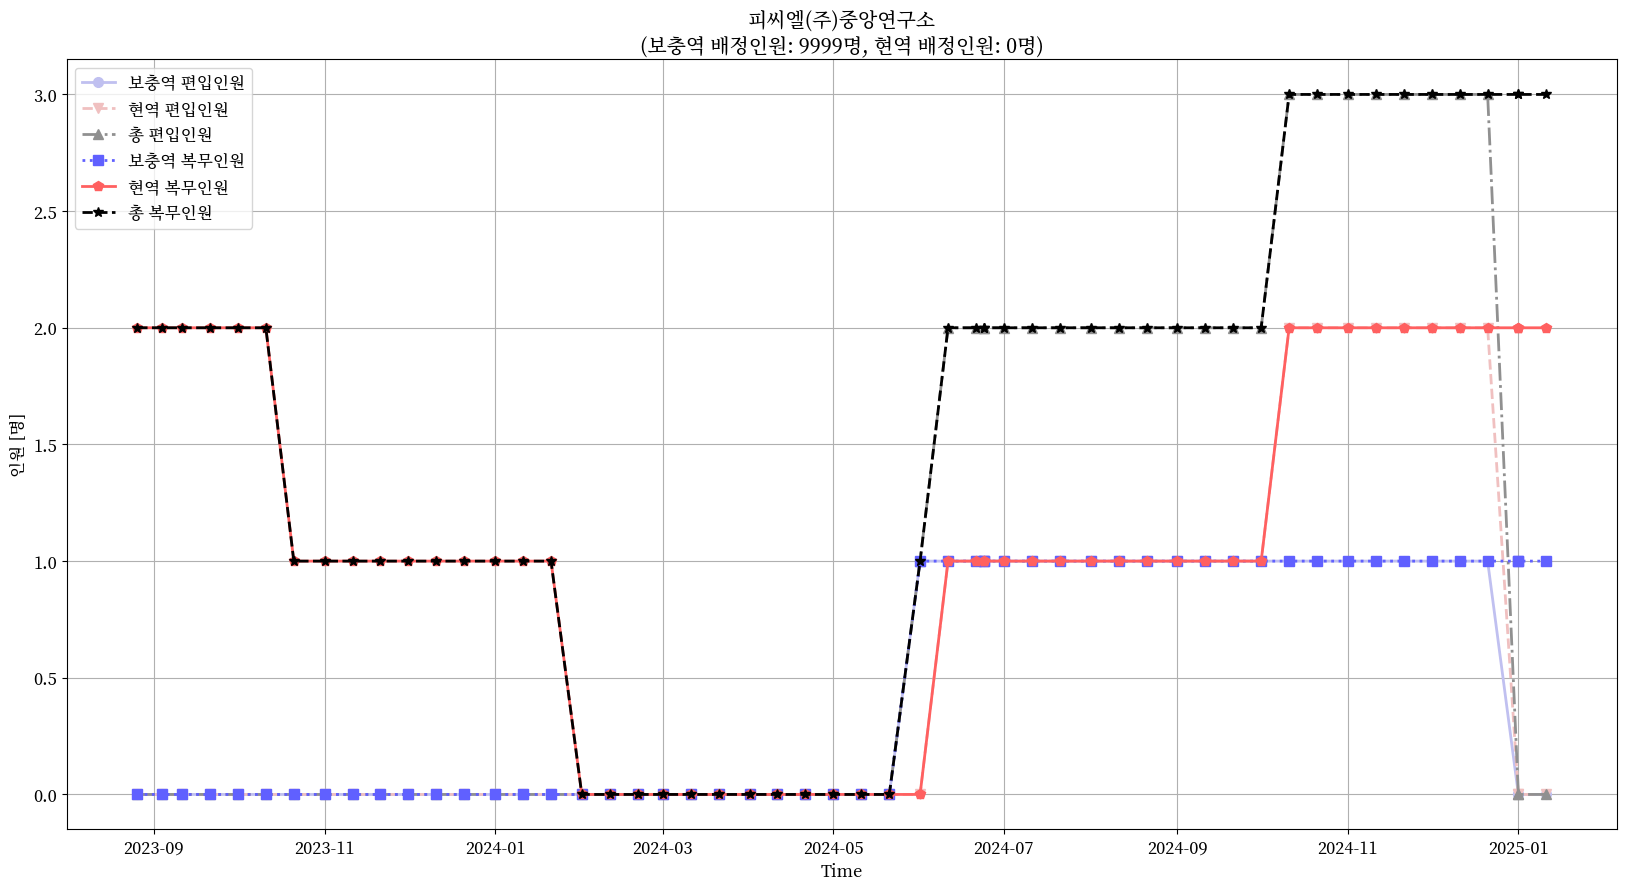 피씨엘(주)중앙연구소
(보충역 배정인원: 9999명, 현역 배정인원: 0명)
보충역 편입인원
현역 편입인원
총 편입인원
보충역 복무인원
현역 복무인원
총 복무인원
3.0
2.5
2.0
1.5
1.0
0.5
0.0
인원 [명]
2023-09
2023-11
2024-01
2024-03
2024-05
2024-07
2024-09
2024-11
2025-01
Time